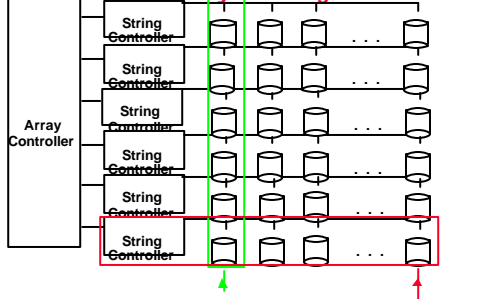 String
Controller
. . .
String
Controller
. . .
String
Controller
. . .
Array
Controller
String
Controller
. . .
String
Controller
. . .
String
Controller
. . .